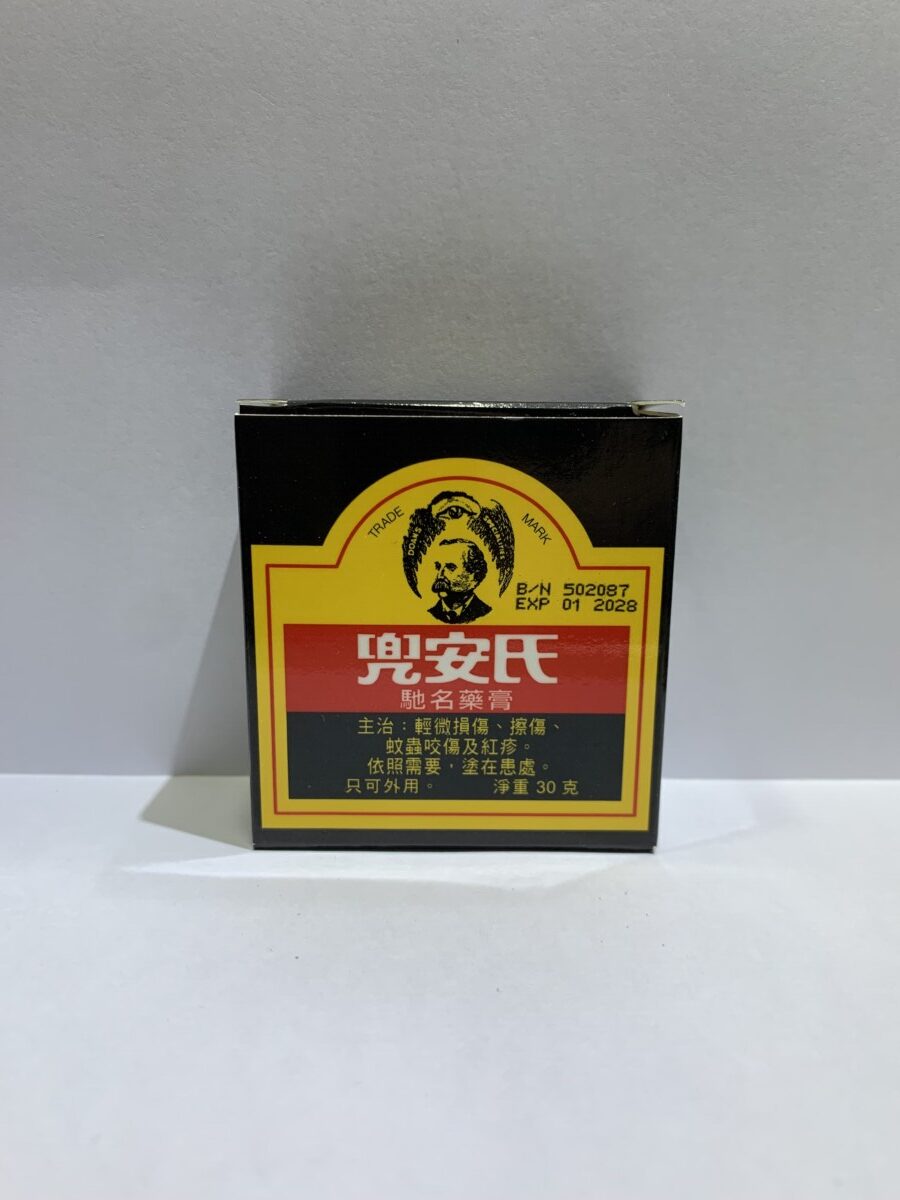 TRADE MARK
DOAN'S SPECIALITIES
B/N 502087
EXP 01 2028
兜安氏
馳名藥膏
主治：輕微損傷、擦傷、
蚊蟲咬傷及紅疹。
依照需要，塗在患處。
只可外用。 淨重 30 克